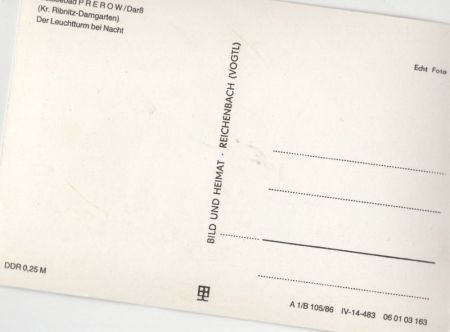 PREROW/Darß
(Kr. Ribnitz-Damgarten)
Der Leuchtturm bei Nacht
BILD UND HEIMAT · REICHENBACH (VOGTL)
Echt Foto
DDR 0,25 M
A 1/B 105/86 IV-14-483 06 01 03 163